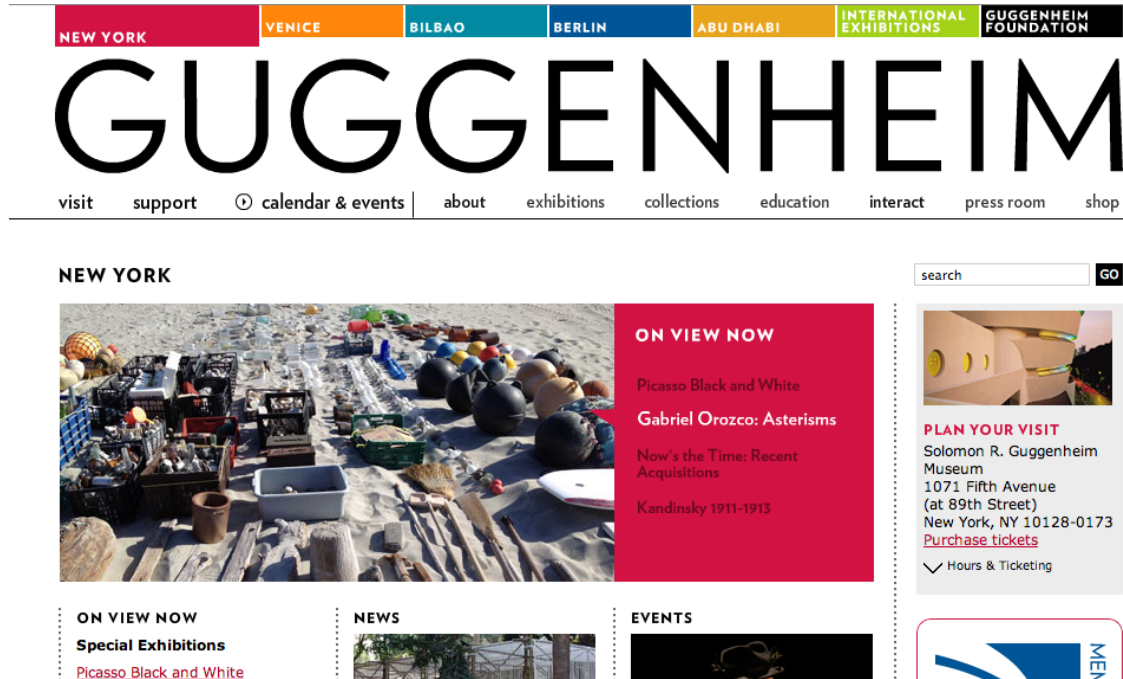 NEW YORK
VENICE
BILBAO
BERLIN
ABU DHABI
INTERNATIONAL
EXHIBITIONS
GUGGENHEIM
FOUNDATION
GUGGENHEIM
visit support calendar & events about exhibitions collections education interact press room shop
NEW YORK
search GO
ON VIEW NOW
Picasso Black and White
Gabriel Orozco: Asterisms
Now's the Time: Recent
Acquisitions
Kandinsky 1911-1913
PLAN YOUR VISIT
Solomon R. Guggenheim
Museum
1071 Fifth Avenue
(at 89th Street)
New York, NY 10128-0173
Purchase tickets
Hours & Ticketing
ON VIEW NOW
Special Exhibitions
Picasso Black and White
NEWS
EVENTS